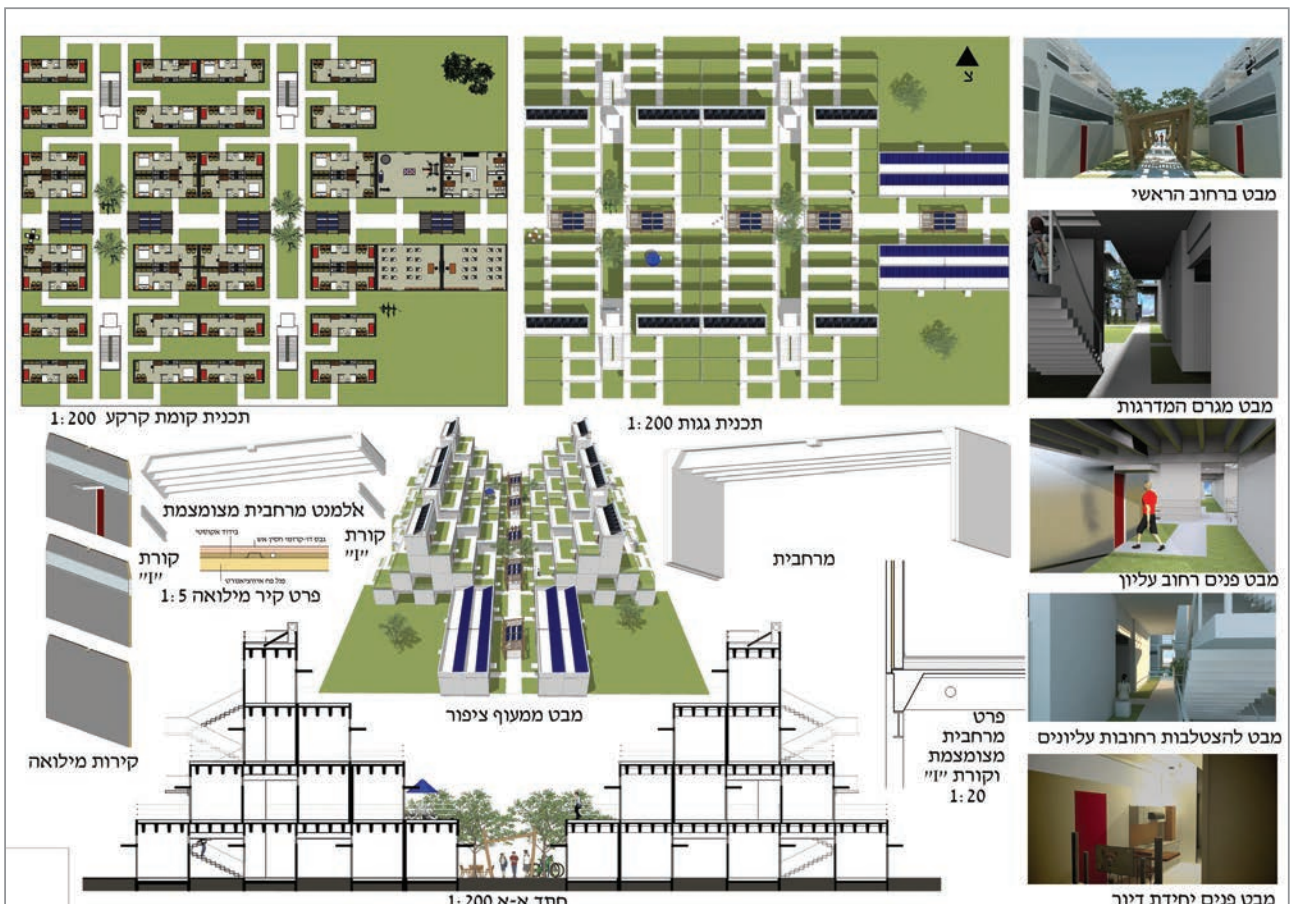 צ
מבט ברחוב הראשי
מבט מגרם המדרגות
תכנית קומת קרקע 1:200
תכנית גגות 1:200
אלמנט מרחבית מצומצמת
קורת
"I"
קורת
"I"
בידוד אקוסטי
פרט קיר מילואה 1:5
מרחבית
מבט פנים רחוב עליון
מבט ממעוף ציפור
פרט
מרחבית
מצומצמת
וקורת "I"
1:20
מבט להצטלבות רחובות עליונים
קירות מילואה
חתך א-א 1:200
מבט פנים יחידת דיור